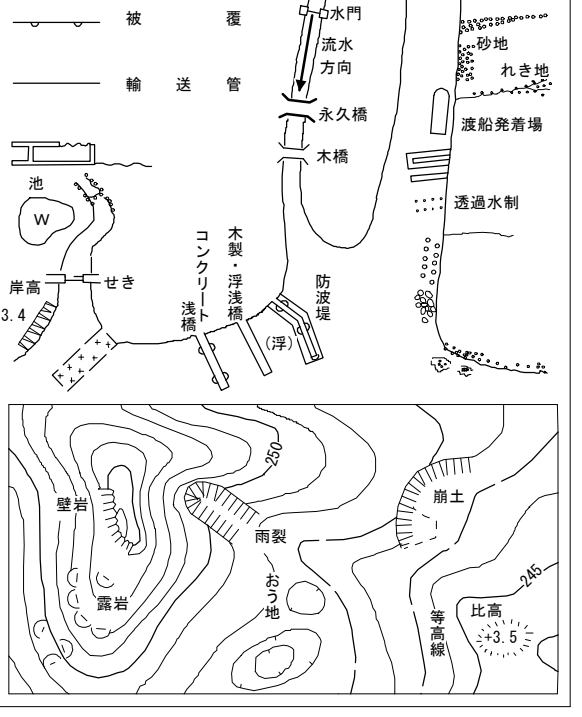 被覆
輸送管
水門
流水
方向
永久橋
木橋
砂地
れき地
渡船発着場
透過水制
池
W
せき
岸高
3.4
コンクリート
浅橋
木製・浮浅橋
防波堤
(浮)
250
壁岩
露岩
雨裂
おう地
崩土
等高線
245
比高
+3.5